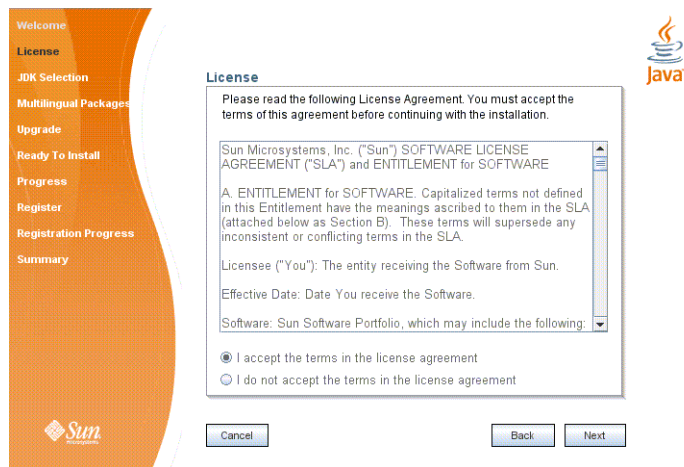 Welcome
License
JDK Selection
Multilingual Packages
Upgrade
Ready To Install
Progress
Register
Registration Progress
Summary
Sun
microsystems
Java
License
Please read the following License Agreement. You must accept the
terms of this agreement before continuing with the installation.
Sun Microsystems, Inc. ("Sun") SOFTWARE LICENSE
AGREEMENT ("SLA") and ENTITLEMENT for SOFTWARE
A. ENTITLEMENT for SOFTWARE. Capitalized terms not defined
in this Entitlement have the meanings ascribed to them in the SLA
(attached below as Section B). These terms will supersede any
inconsistent or conflicting terms in the SLA.
Licensee ("You"): The entity receiving the Software from Sun.
Effective Date: Date You receive the Software.
Software: Sun Software Portfolio, which may include the following:
I accept the terms in the license agreement
I do not accept the terms in the license agreement
Cancel
Back
Next